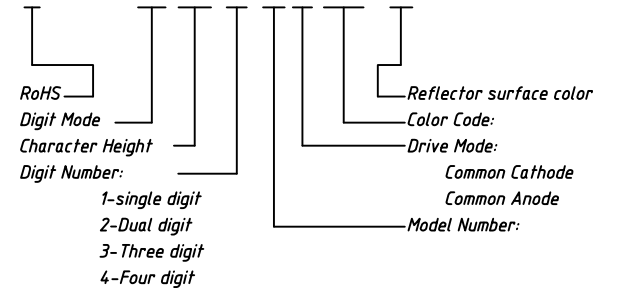 RoHS
Digit Mode
Character Height
Digit Number:
1-single digit
2-Dual digit
3-Three digit
4-Four digit
Reflector surface color
Color Code:
Drive Mode:
Common Cathode
Common Anode
Model Number: